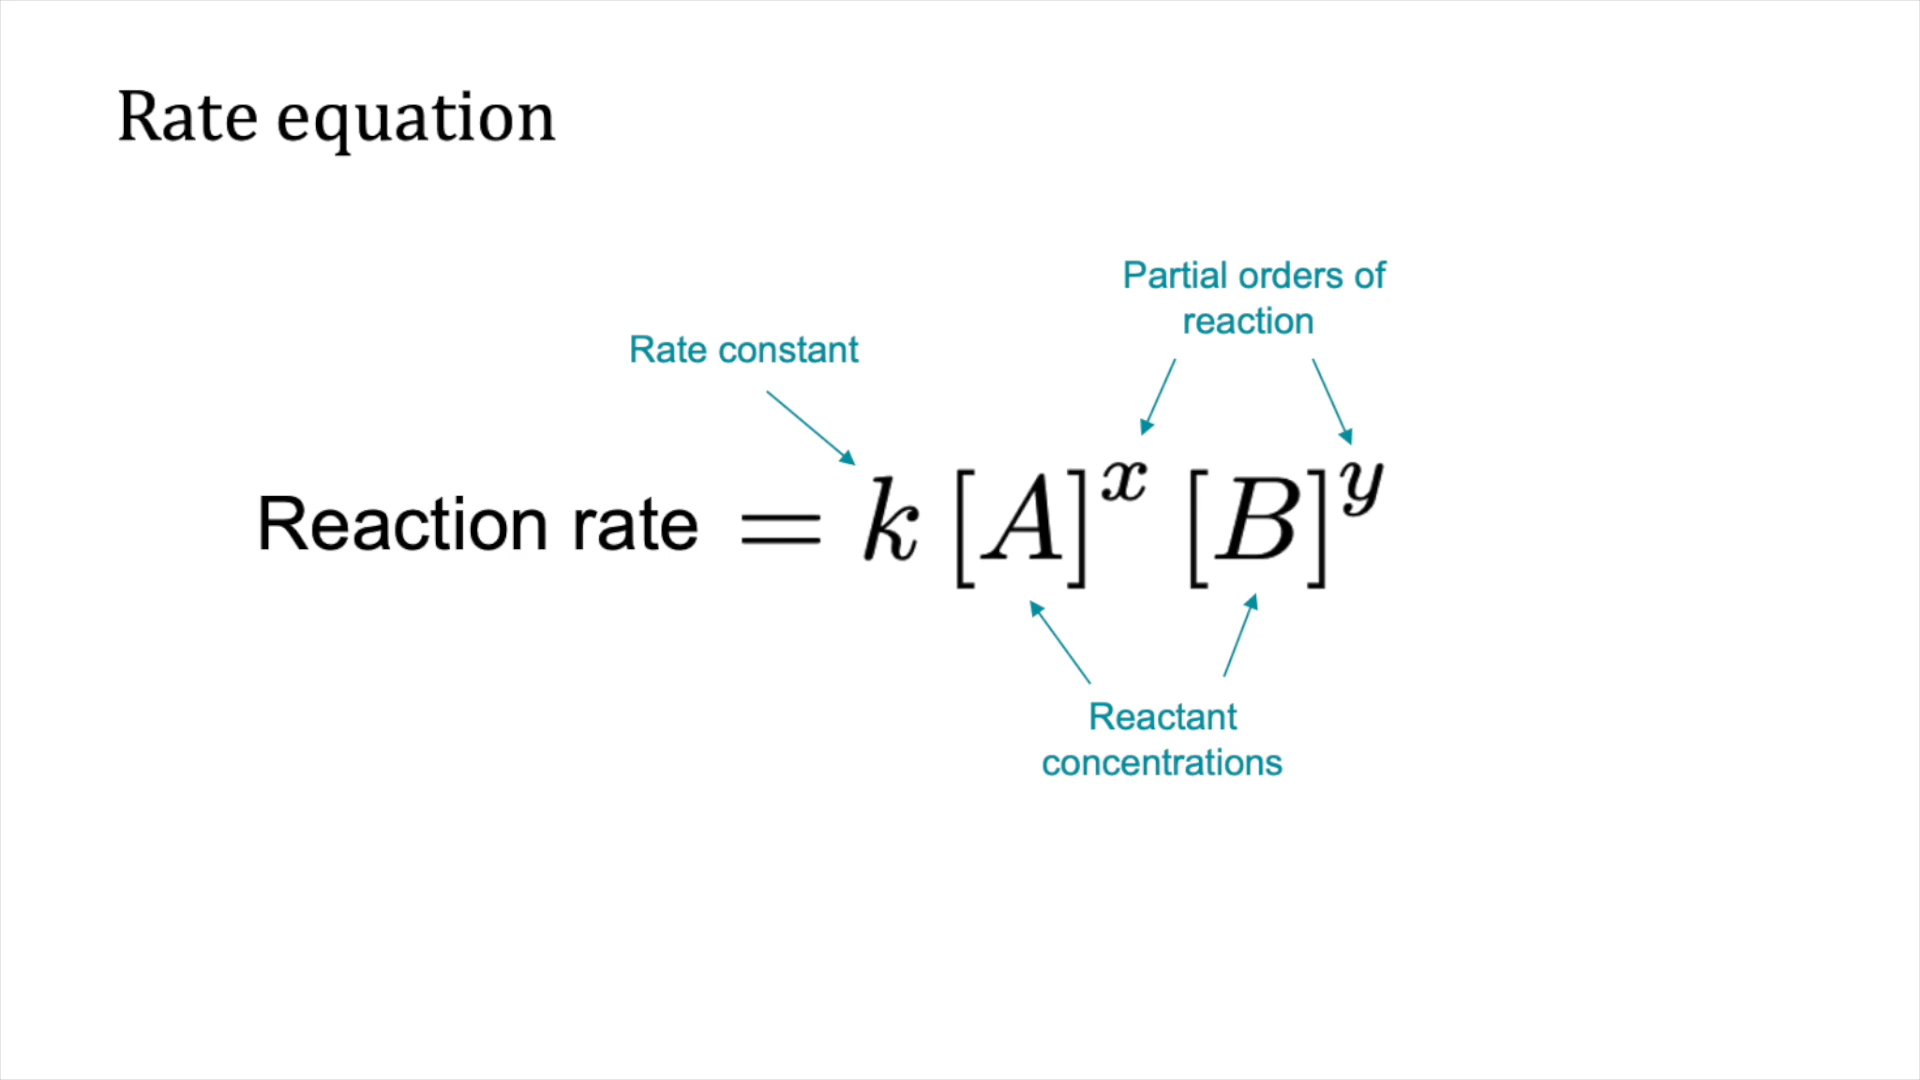 Rate equation
Partial orders of
reaction
Rate constant
Reaction rate = k [A]^x [B]^y
Reactant
concentrations